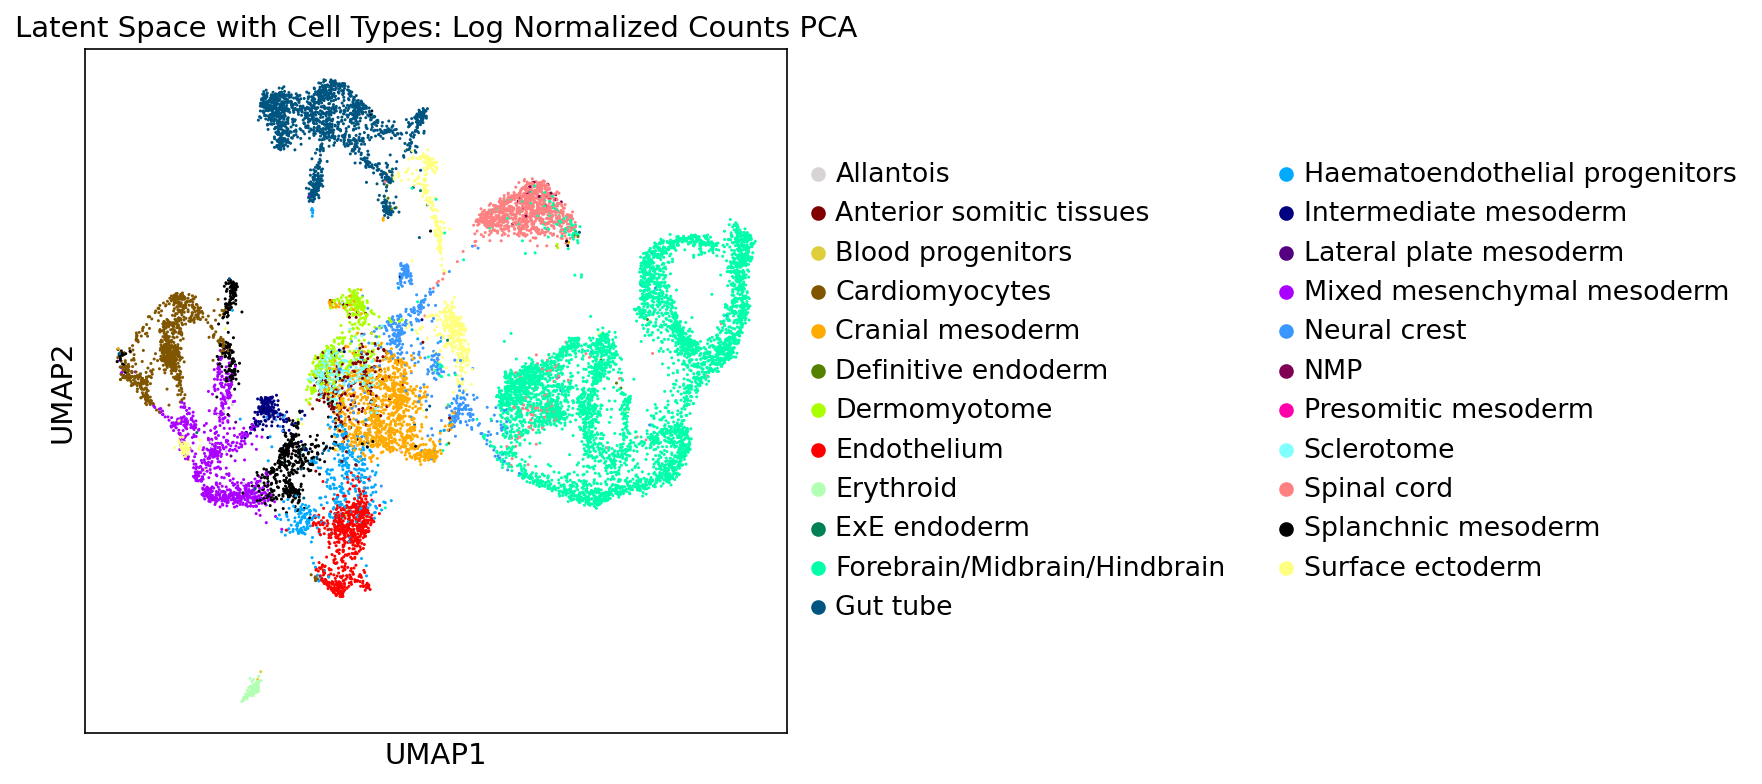 Latent Space with Cell Types: Log Normalized Counts PCA
UMAP2
UMAP1
Allantois
Anterior somitic tissues
Blood progenitors
Cardiomyocytes
Cranial mesoderm
Definitive endoderm
Dermomyotome
Endothelium
Erythroid
ExE endoderm
Forebrain/Midbrain/Hindbrain
Gut tube
Haematoendothelial progenitors
Intermediate mesoderm
Lateral plate mesoderm
Mixed mesenchymal mesoderm
Neural crest
NMP
Presomitic mesoderm
Sclerotome
Spinal cord
Splanchnic mesoderm
Surface ectoderm